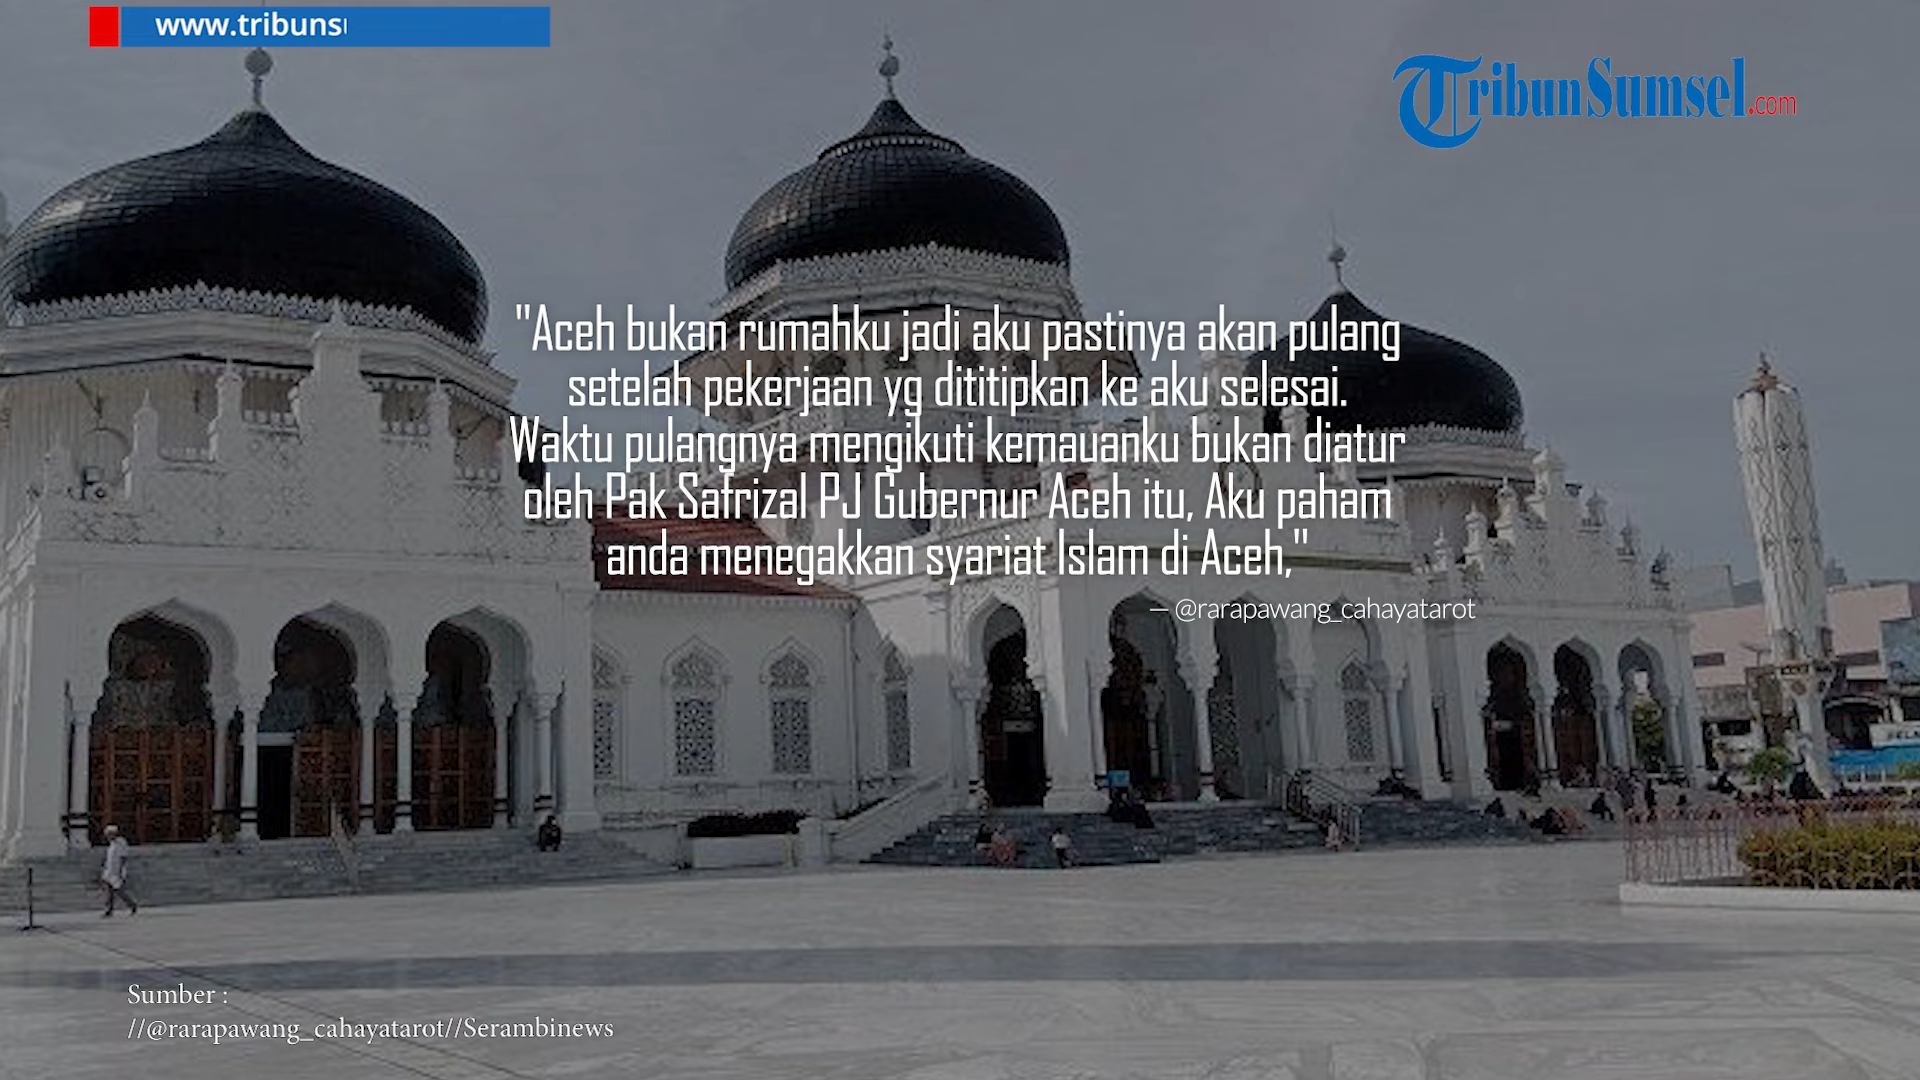 www.tribuns
TribunSumsel.com
"Aceh bukan rumahku jadi aku pastinya akan pulang
setelah pekerjaan yg dititipkan ke aku selesai.
Waktu pulangnya mengikuti kemauanku bukan diatur
oleh Pak Safrizal PJ Gubernur Aceh itu, Aku paham
anda menegakkan syariat Islam di Aceh,"
— @rarapawang_cahayatarot
Sumber :
//@rarapawang_cahayatarot//Serambinews